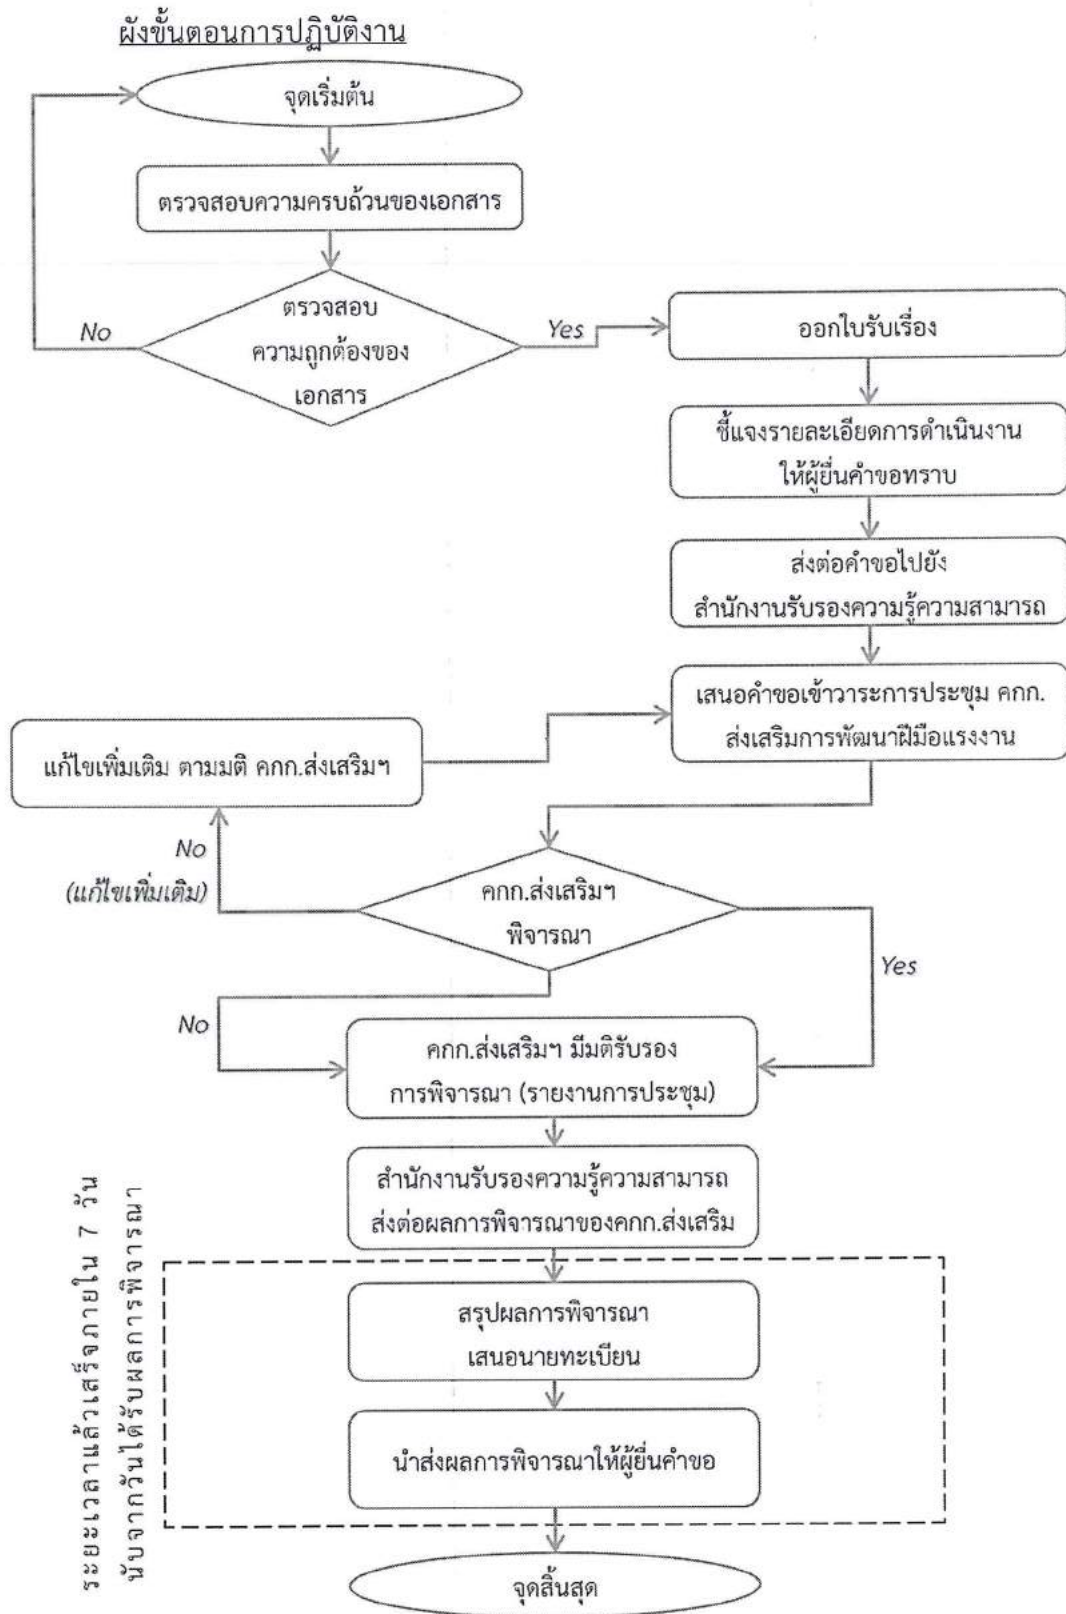 ผังขั้นตอนการปฏิบัติงาน
จุดเริ่มต้น
ตรวจสอบความครบถ้วนของเอกสาร
ตรวจสอบ
ความถูกต้องของ
เอกสาร
No
Yes
ออกใบรับเรื่อง
ชี้แจงรายละเอียดการดำเนินงาน
ให้ผู้ยื่นคำขอทราบ
ส่งต่อคำขอไปยัง
สำนักงานรับรองความรู้ความสามารถ
เสนอคำขอเข้าวาระการประชุม คกก.
ส่งเสริมการพัฒนาฝีมือแรงงาน
แก้ไขเพิ่มเติม ตามมติ คกก.ส่งเสริมฯ
No
(แก้ไขเพิ่มเติม)
คกก.ส่งเสริมฯ
พิจารณา
Yes
No
คกก.ส่งเสริมฯ มีมติรับรอง
การพิจารณา (รายงานการประชุม)
สำนักงานรับรองความรู้ความสามารถ
ส่งต่อผลการพิจารณาของคกก.ส่งเสริม
ระยะเวลาแล้วเสร็จภายใน 7 วัน
นับจากวันได้รับผลการพิจารณา
สรุปผลการพิจารณา
เสนอนายทะเบียน
นำส่งผลการพิจารณาให้ผู้ยื่นคำขอ
จุดสิ้นสุด